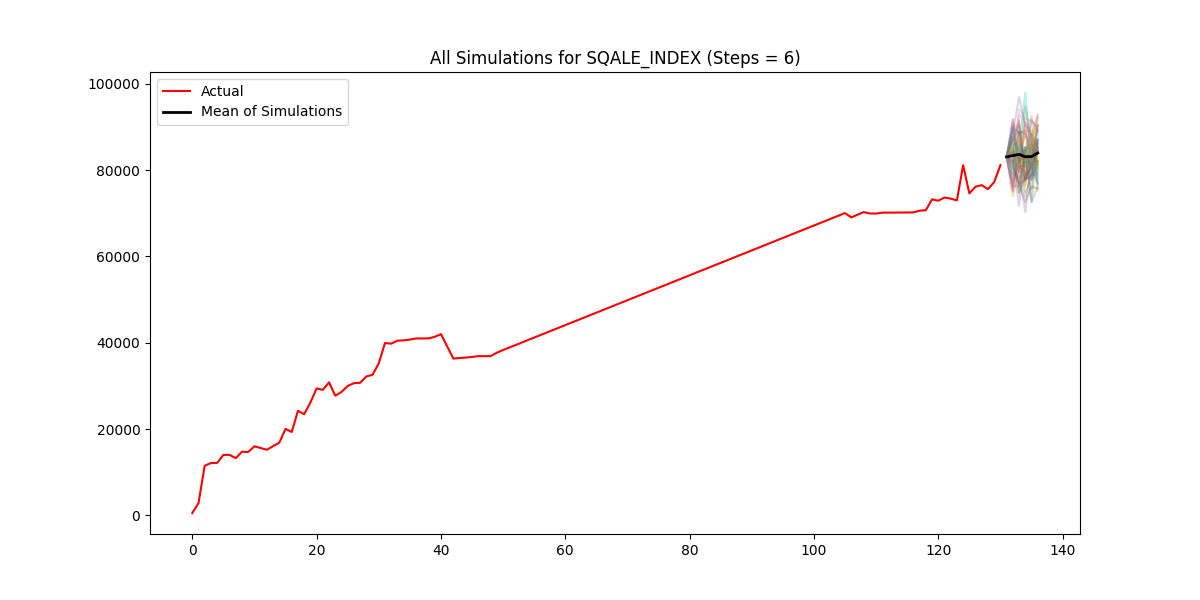 All Simulations for SQALE_INDEX (Steps = 6)
Actual
Mean of Simulations
100000
80000
60000
40000
20000
0
0 20 40 60 80 100 120 140